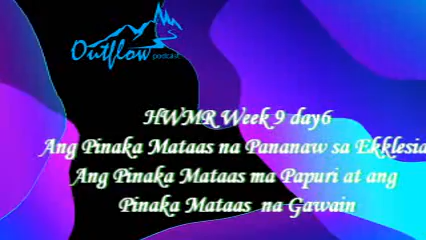 Outflow
podcast
HWMR Week 9 day6
Ang Pinaka Mataas na Pananaw sa Ekklesia
Ang Pinaka Mataas ma Papuri at ang
Pinaka Mataas na Gawain